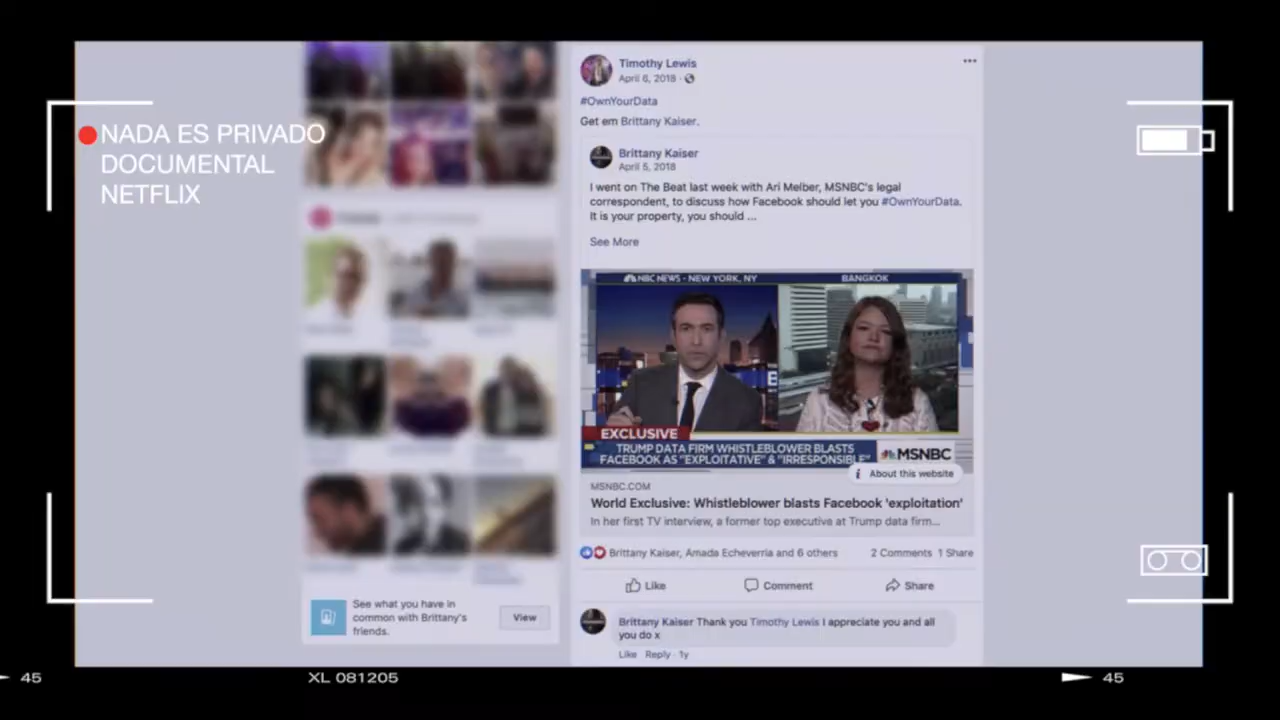 NADA ES PRIVADO
DOCUMENTAL
NETFLIX
Timothy Lewis
April 6, 2018
#OwnYourData
Get em Brittany Kaiser.
Brittany Kaiser
April 5, 2018
I went on The Beat last week with Ari Melber, MSNBC's legal
correspondent, to discuss how Facebook should let you #OwnYourData.
It is your property, you should ...
See More
NBC NEWS - NEW YORK, NY
BANGKOK
EXCLUSIVE
TRUMP DATA FIRM WHISTLEBLOWER BLASTS
FACEBOOK AS "EXPLOITATIVE" & "IRRESPONSIBLE"
MSNBC
i About this website
MSNBC.COM
World Exclusive: Whistleblower blasts Facebook 'exploitation'
In her first TV interview, a former top executive at Trump data firm...
Brittany Kaiser, Amada Echeverria and 6 others 2 Comments 1 Share
Like Comment Share
Brittany Kaiser Thank you Timothy Lewis I appreciate you and all
you do x
Like Reply · 1y
See what you have in
common with Brittany's
friends.
View
45 XL 081205 45